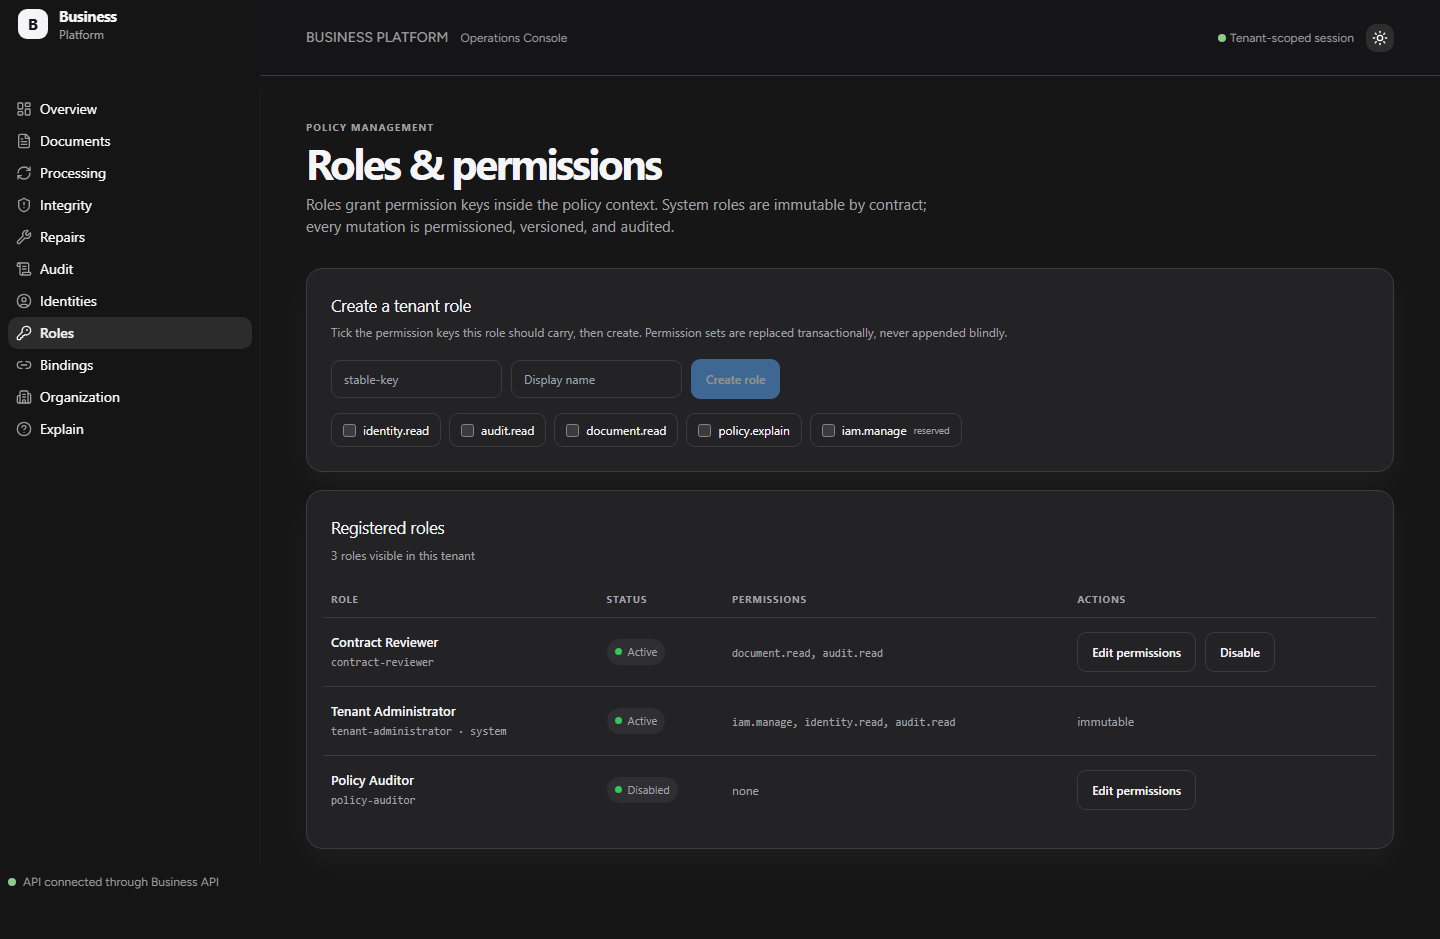 B
Business
Platform
Overview
Documents
Processing
Integrity
Repairs
Audit
Identities
Roles
Bindings
Organization
Explain
API connected through Business API
BUSINESS PLATFORM Operations Console
Tenant-scoped session
POLICY MANAGEMENT
Roles & permissions
Roles grant permission keys inside the policy context. System roles are immutable by contract;
every mutation is permissioned, versioned, and audited.
Create a tenant role
Tick the permission keys this role should carry, then create. Permission sets are replaced transactionally, never appended blindly.
stable-key Display name Create role
identity.read audit.read document.read policy.explain iam.manage reserved
Registered roles
3 roles visible in this tenant
ROLE STATUS PERMISSIONS ACTIONS
Contract Reviewer
contract-reviewer
Active
document.read, audit.read
Edit permissions Disable
Tenant Administrator
tenant-administrator · system
Active
iam.manage, identity.read, audit.read
immutable
Policy Auditor
policy-auditor
Disabled
none
Edit permissions